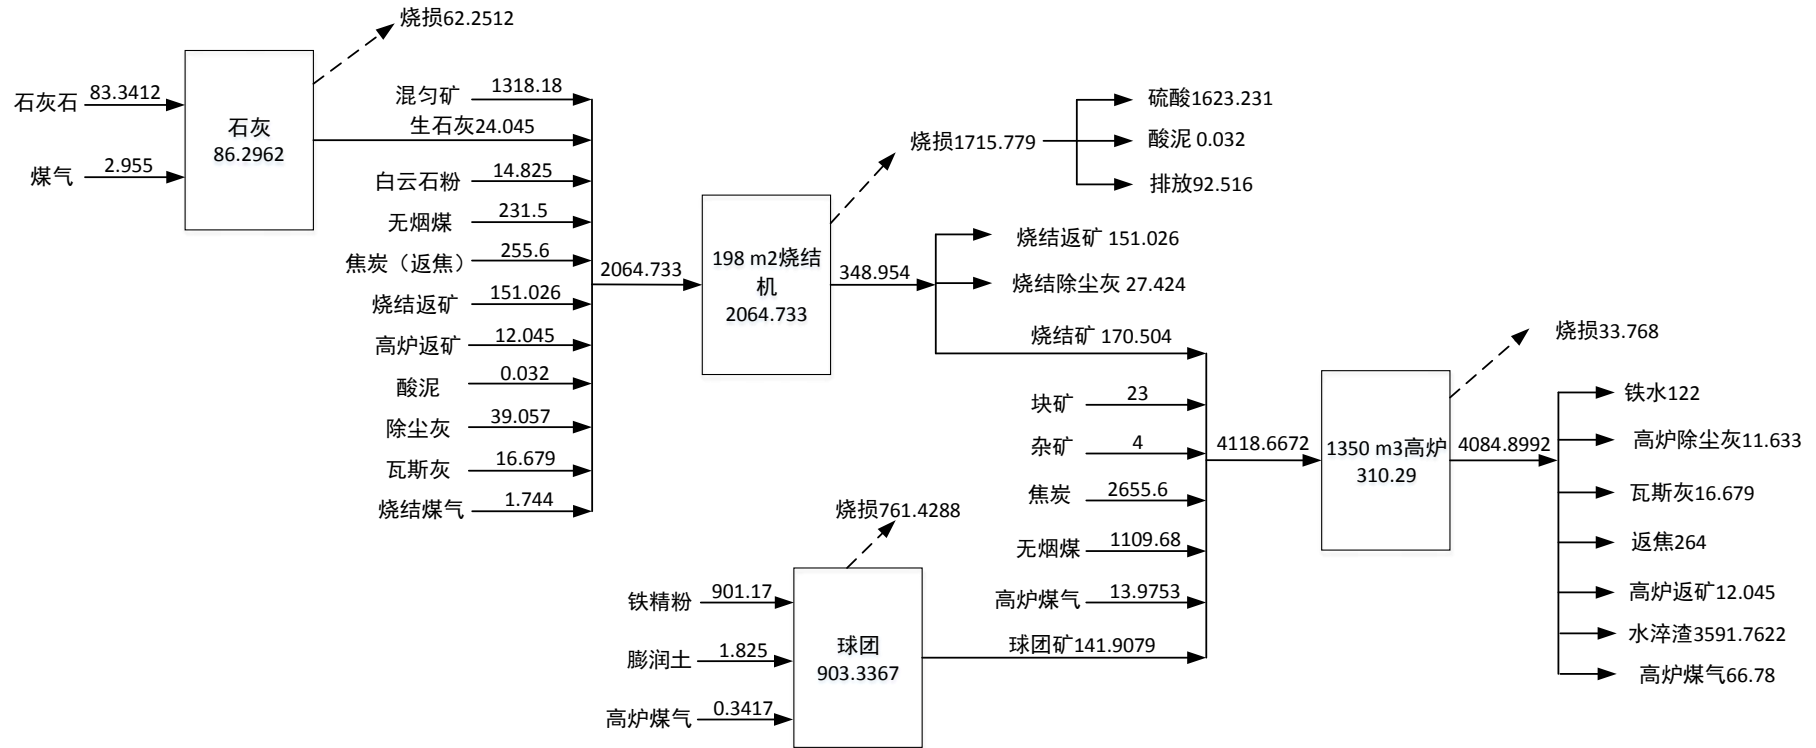 烧损62.2512
石灰石
83.3412
煤气
2.955
石灰
86.2962
混匀矿
1318.18
生石灰24.045
白云石粉
14.825
无烟煤
231.5
焦炭（返焦）
255.6
烧结返矿
151.026
高炉返矿
12.045
酸泥
0.032
除尘灰
39.057
瓦斯灰
16.679
烧结煤气
1.744
2064.733
198 m2烧结
机
2064.733
烧损1715.779
硫酸1623.231
酸泥 0.032
排放92.516
348.954
烧结返矿 151.026
烧结除尘灰 27.424
烧结矿 170.504
块矿
23
杂矿
4
焦炭
2655.6
无烟煤
1109.68
高炉煤气
13.9753
球团矿141.9079
烧损761.4288
铁精粉
901.17
膨润土
1.825
高炉煤气
0.3417
球团
903.3367
4118.6672
1350 m3高炉
310.29
烧损33.768
4084.8992
铁水122
高炉除尘灰11.633
瓦斯灰16.679
返焦264
高炉返矿12.045
水淬渣3591.7622
高炉煤气66.78